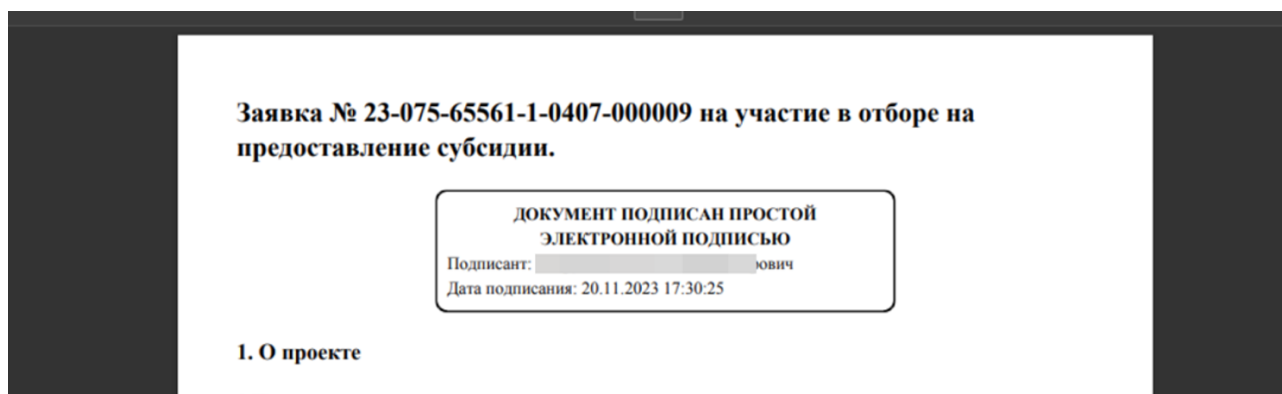 Заявка № 23-075-65561-1-0407-000009 на участие в отборе на
предоставление субсидии.
ДОКУМЕНТ ПОДПИСАН ПРОСТОЙ
ЭЛЕКТРОННОЙ ПОДПИСЬЮ
Подписант: рович
Дата подписания: 20.11.2023 17:30:25
1. О проекте